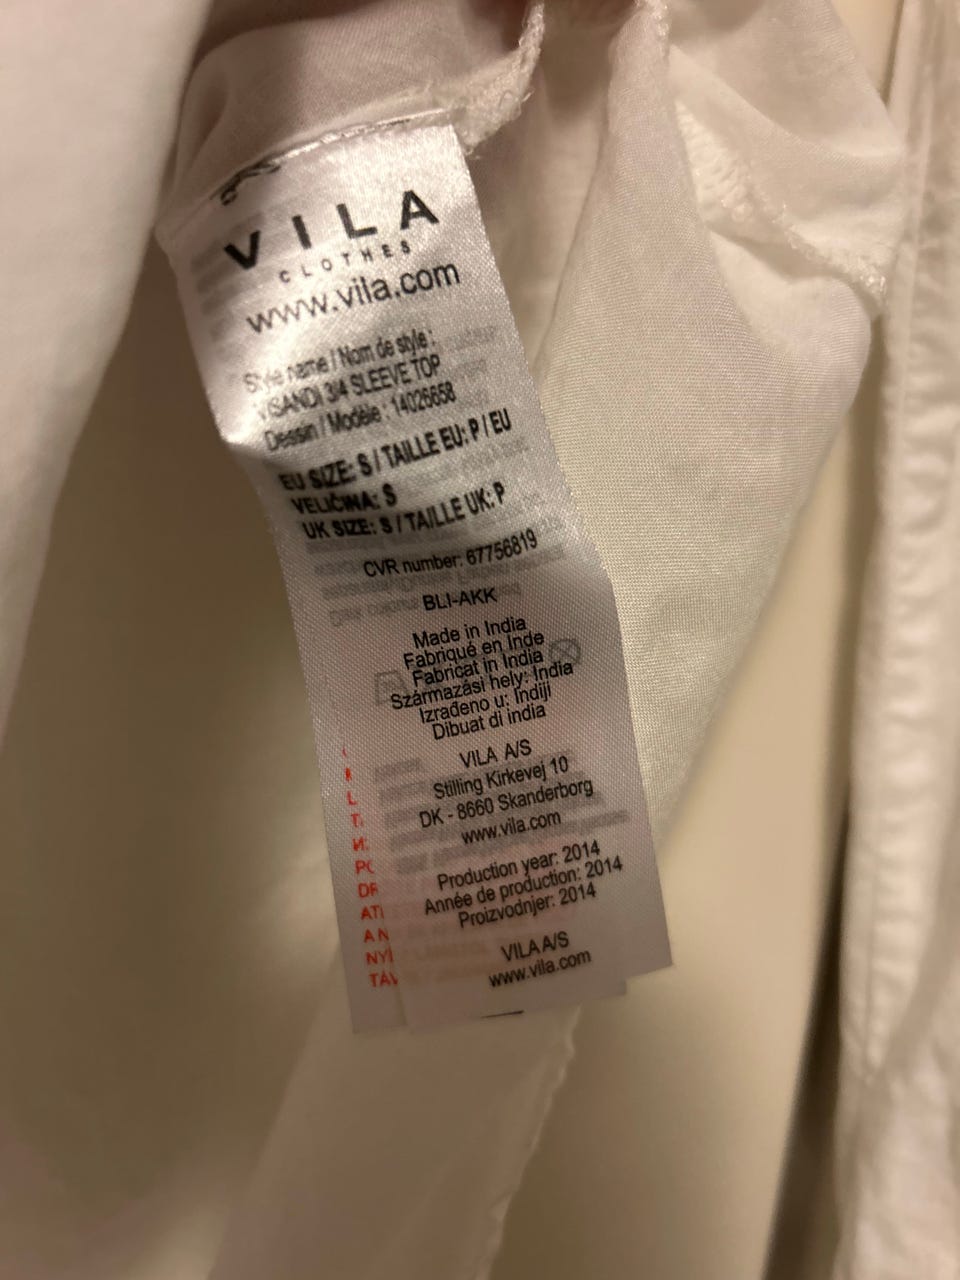 VILA
CLOTHES
www.vila.com
Style name / Nom de style :
VISANDI 3/4 SLEEVE TOP
Dessin / Modèle : 14026658
EU SIZE: S / TAILLE EU: P / EU
VELIČINA: S
UK SIZE: S / TAILLE UK: P
CVR number: 67756819
BLI-AKK
Made in India
Fabriqué en Inde
Fabricat in India
Származási hely: India
Izrađeno u: Indiji
Dibuat di india
VILA A/S
Stilling Kirkevej 10
DK - 8660 Skanderborg
www.vila.com
Production year: 2014
Année de production: 2014
Proizvodnjer: 2014
VILA A/S
www.vila.com